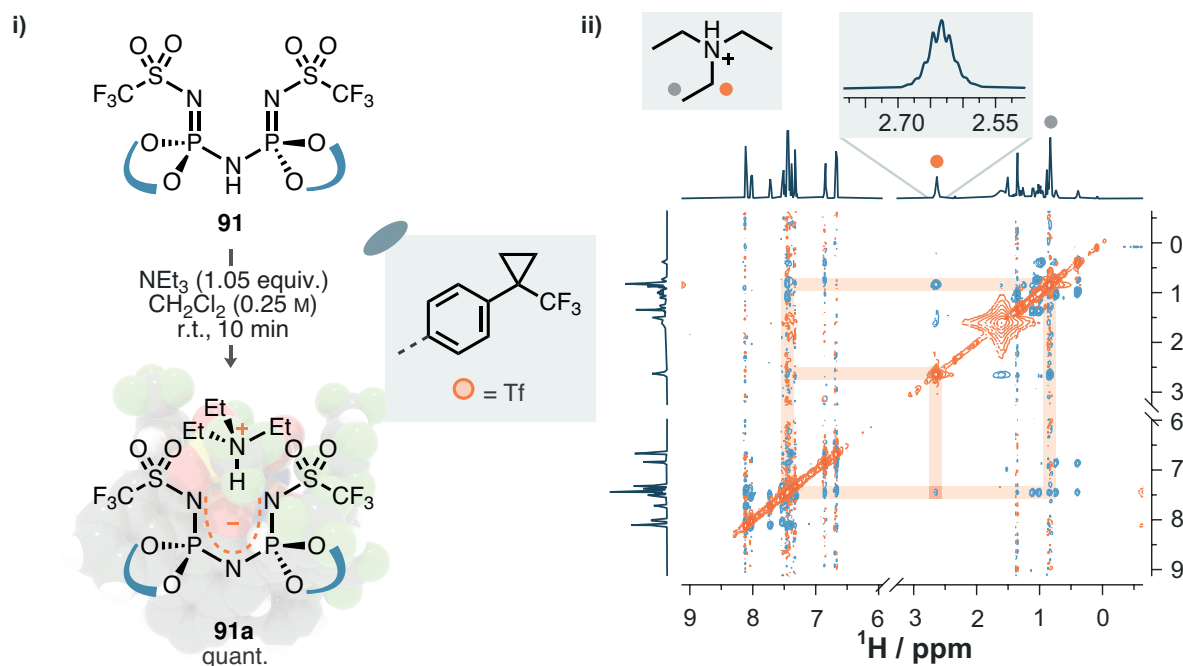 i)
O O
S
F3C
N
O O
S
CF3
N
O
P
O
N
H
P
O
O
91
NEt3 (1.05 equiv.)
CH2Cl2 (0.25 M)
r.t., 10 min
CF3
= Tf
Et
Et
Et
+
N
H
O O
S
F3C
N
O O
S
CF3
N
–
O
P
O
N
P
O
O
91a
quant.
ii)
H
N
+
2.70 2.55
0
1
2
3
6
7
8
9
9 8 7 6 3 2 1 0
1H / ppm